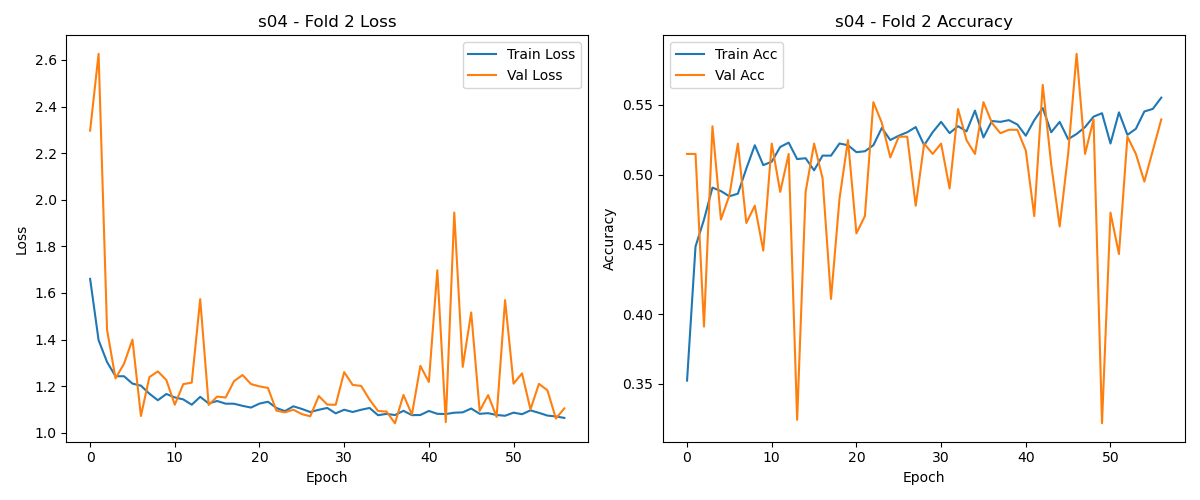 s04 - Fold 2 Loss
Train Loss
Val Loss
2.6
2.4
2.2
2.0
1.8
1.6
1.4
1.2
1.0
Loss
0 10 20 30 40 50
Epoch
s04 - Fold 2 Accuracy
Train Acc
Val Acc
0.55
0.50
0.45
0.40
0.35
Accuracy
0 10 20 30 40 50
Epoch